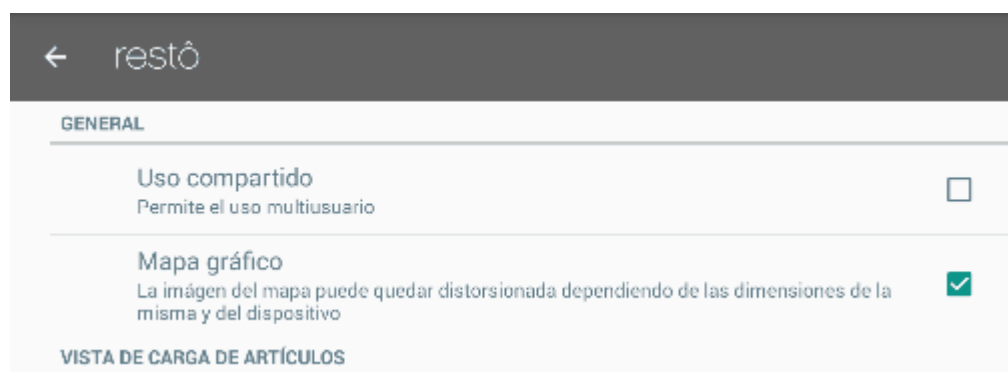 restô
GENERAL
Uso compartido
Permite el uso multiusuario
Mapa gráfico
La imágen del mapa puede quedar distorsionada dependiendo de las dimensiones de la
misma y del dispositivo
VISTA DE CARGA DE ARTÍCULOS